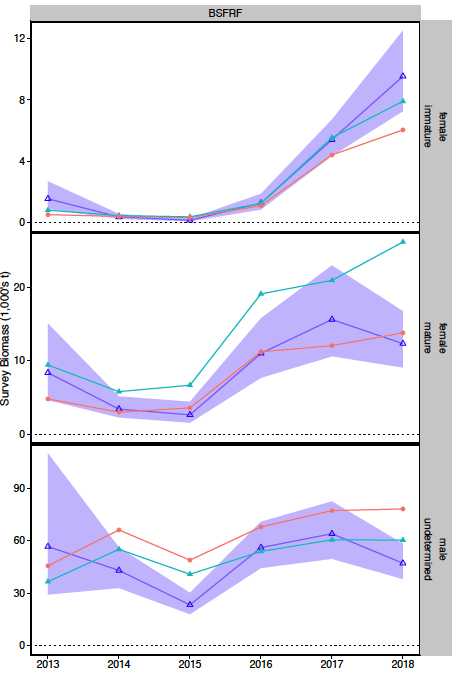 BSFRF
Survey Biomass (1,000's t)
12
8
4
0
female
immature
20
10
0
female
mature
90
60
30
0
male
undetermined
2013 2014 2015 2016 2017 2018